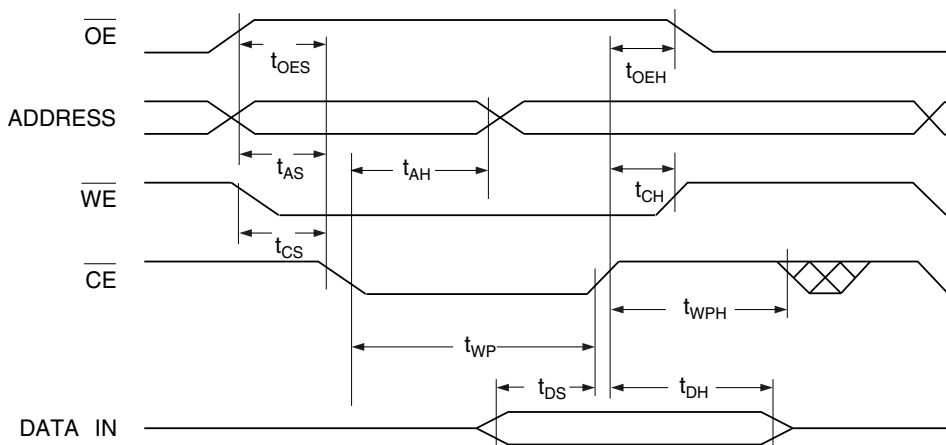 OE
tOES
tOEH
ADDRESS
tAS
tAH
tCH
WE
tCS
CE
tWPH
tWP
tDS
tDH
DATA IN